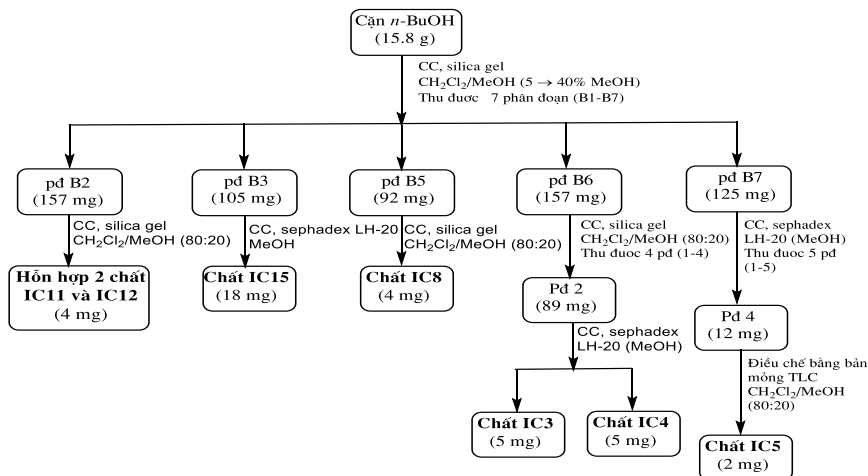 Cặn n-BuOH
(15.8 g)
CC, silica gel
CH2Cl2/MeOH (5 → 40% MeOH)
Thu đươc 7 phân đoạn (B1-B7)
pđ B2
(157 mg)
pđ B3
(105 mg)
pđ B5
(92 mg)
pđ B6
(157 mg)
pđ B7
(125 mg)
CC, silica gel
CH2Cl2/MeOH (80:20)
CC, sephadex LH-20
MeOH
CC, silica gel
CH2Cl2/MeOH (80:20)
CC, silica gel
CH2Cl2/MeOH (80:20)
Thu đuoc 4 pđ (1-4)
CC, sephadex
LH-20 (MeOH)
Thu đuoc 5 pđ
(1-5)
Hỗn hợp 2 chất
IC11 và IC12
(4 mg)
Chất IC15
(18 mg)
Chất IC8
(4 mg)
Pđ 2
(89 mg)
Pđ 4
(12 mg)
CC, sephadex
LH-20 (MeOH)
Điều chế bằng bản
mỏng TLC
CH2Cl2/MeOH
(80:20)
Chất IC3
(5 mg)
Chất IC4
(5 mg)
Chất IC5
(2 mg)